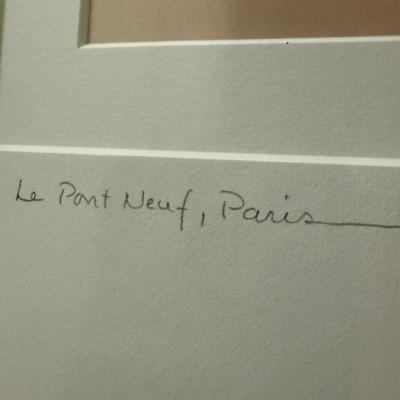 Le Pont Neuf, Paris